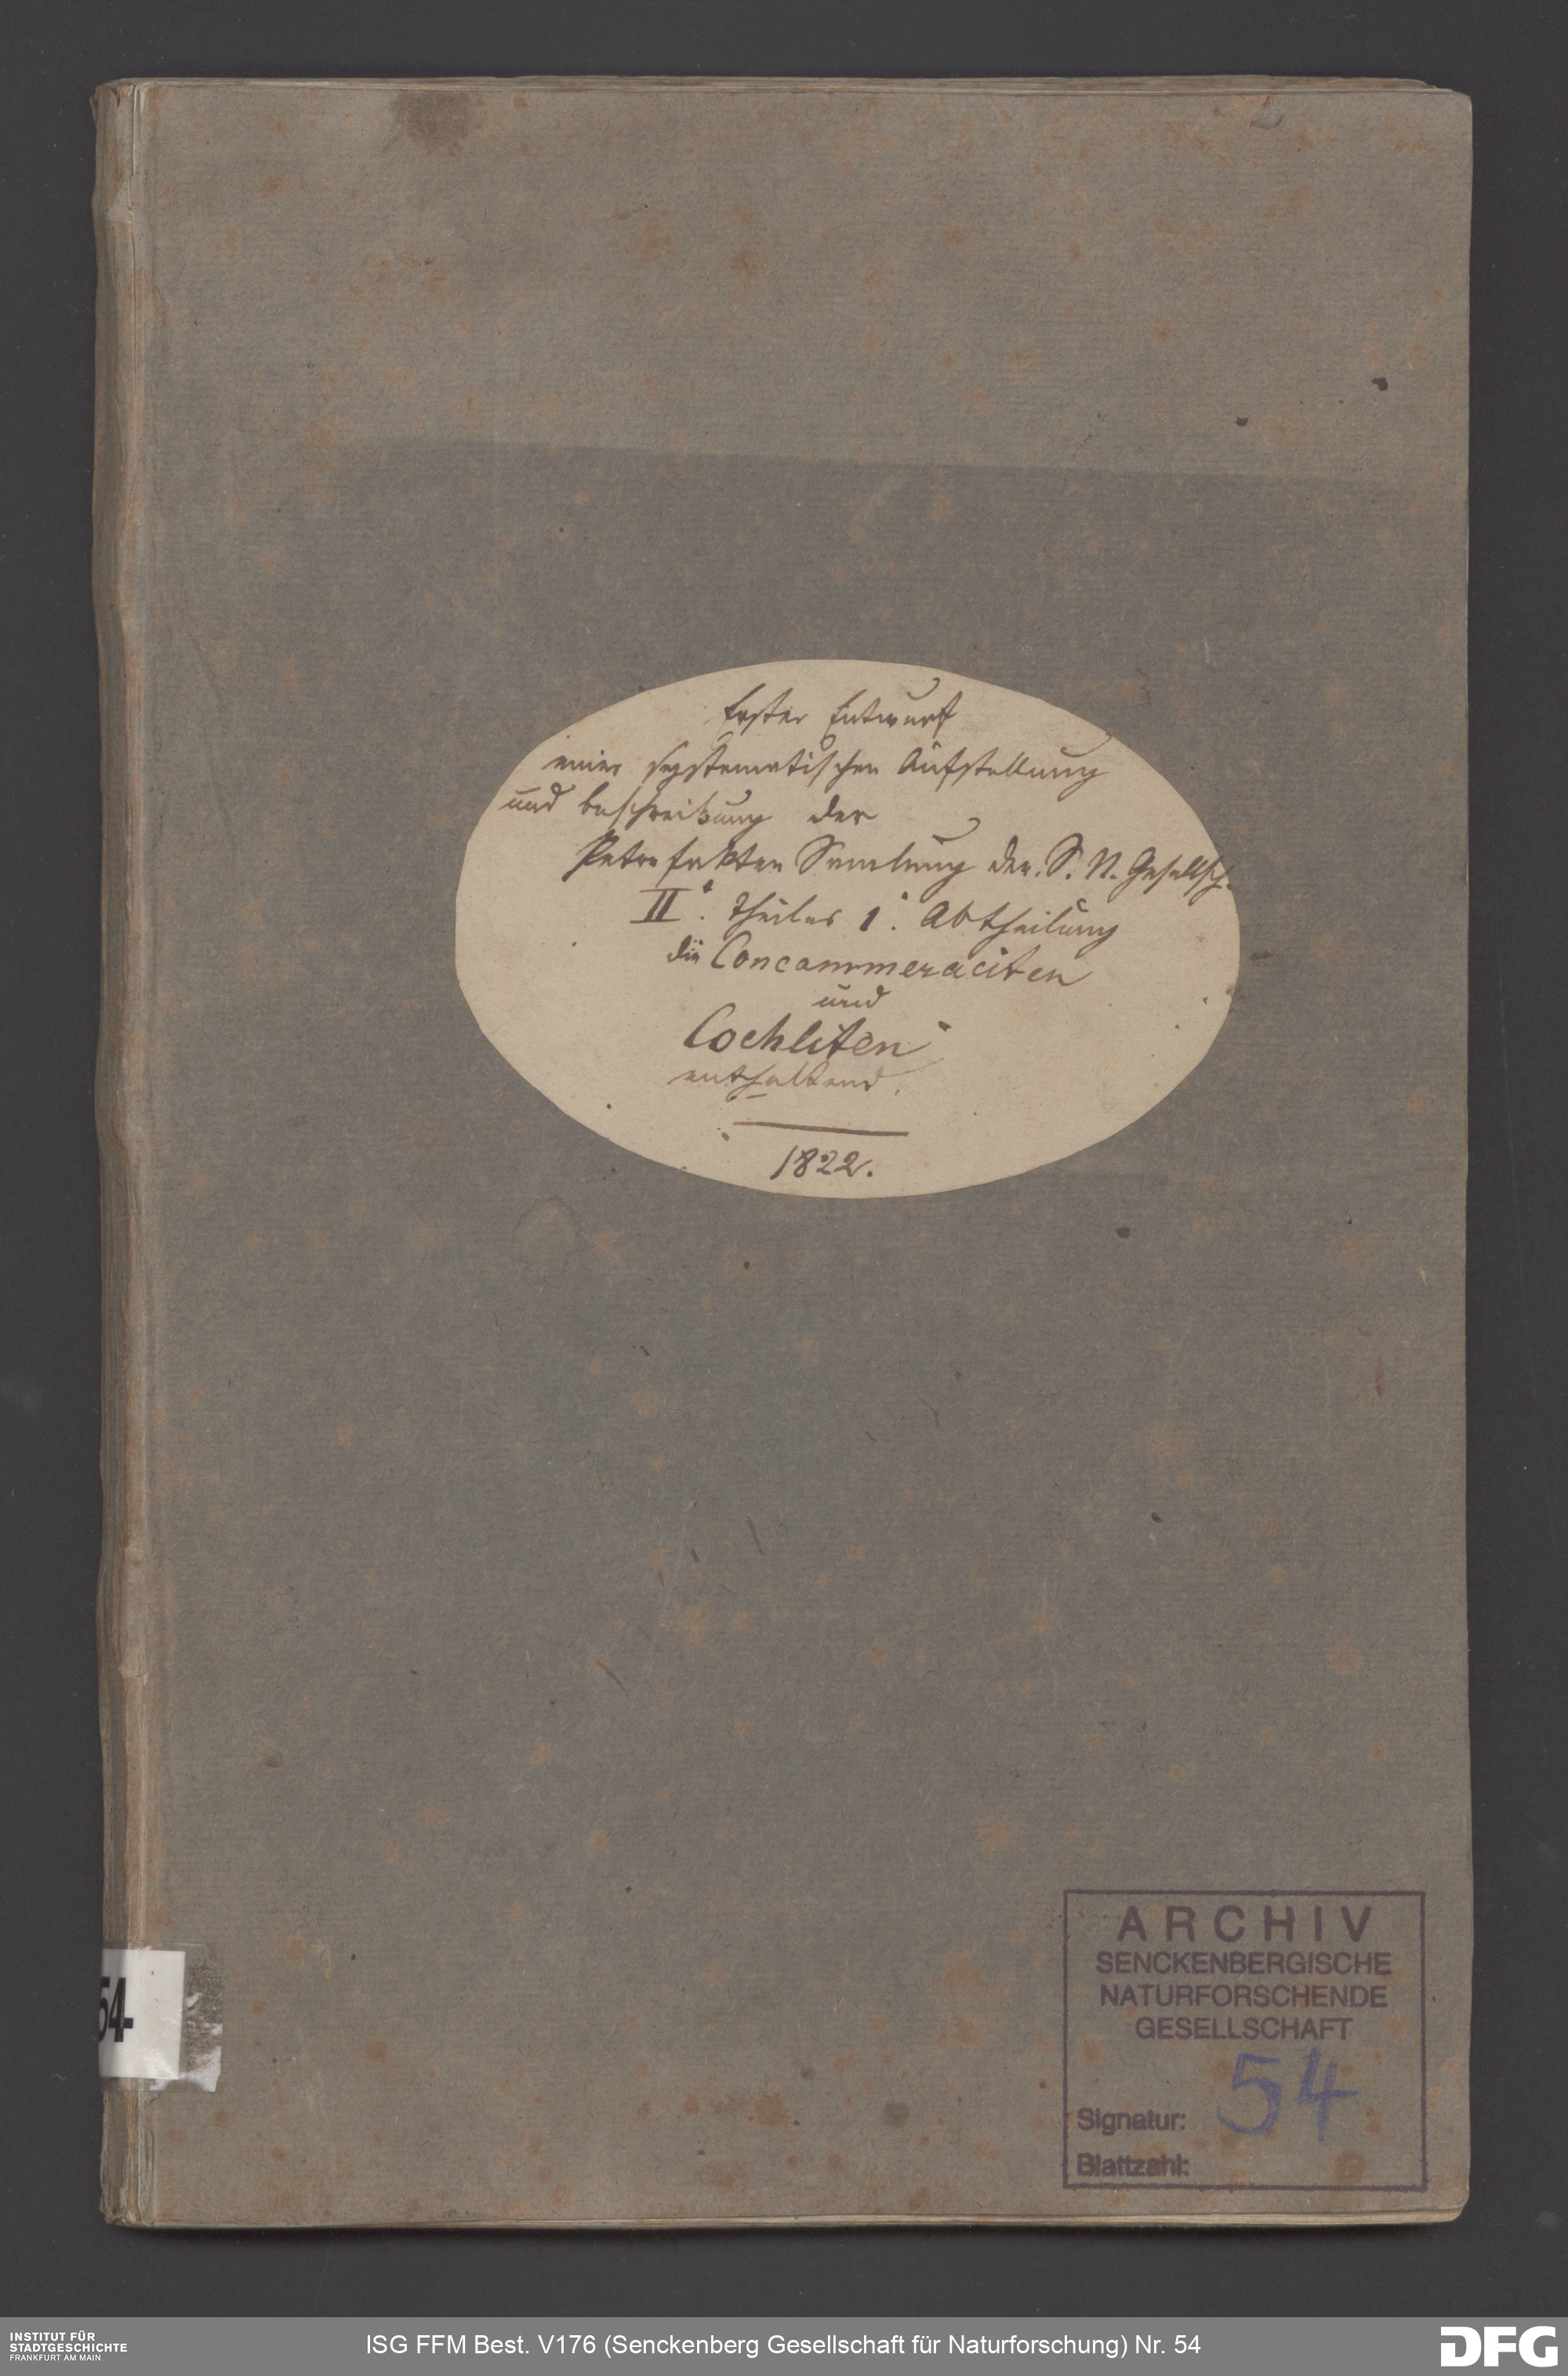 Erster Entwurf
einer systematischen Aufstellung
und Beschreibung der
Petrefakten Samlung der S. N. Gesellsch.
II. Theiles 1. Abtheilung
die Concammeraciten
und
Cochliten
enthaltend.
1822.
54
ARCHIV
SENCKENBERGISCHE
NATURFORSCHENDE
GESELLSCHAFT
Signatur: 54
Blattzahl:
INSTITUT FÜR
STADTGESCHICHTE
FRANKFURT AM MAIN
ISG FFM Best. V176 (Senckenberg Gesellschaft für Naturforschung) Nr. 54
DFG